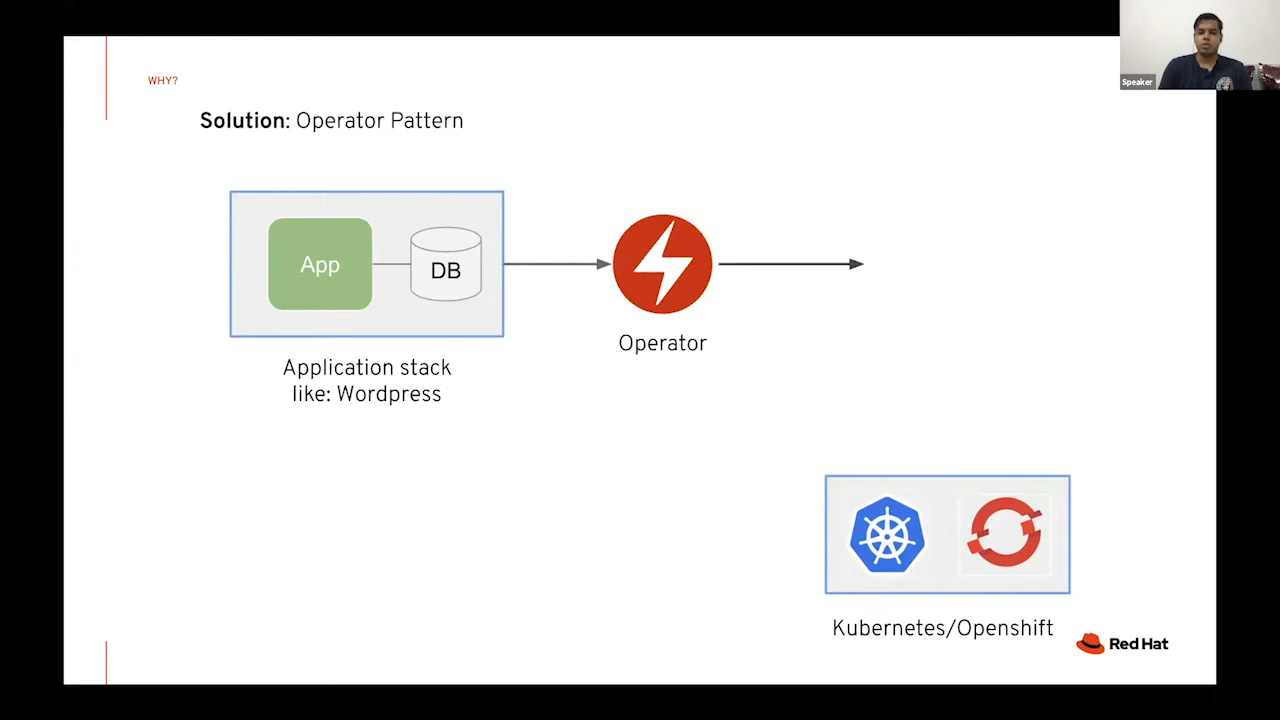 WHY?
Speaker
Solution: Operator Pattern
App
DB
Operator
Application stack
like: Wordpress
Kubernetes/Openshift
Red Hat